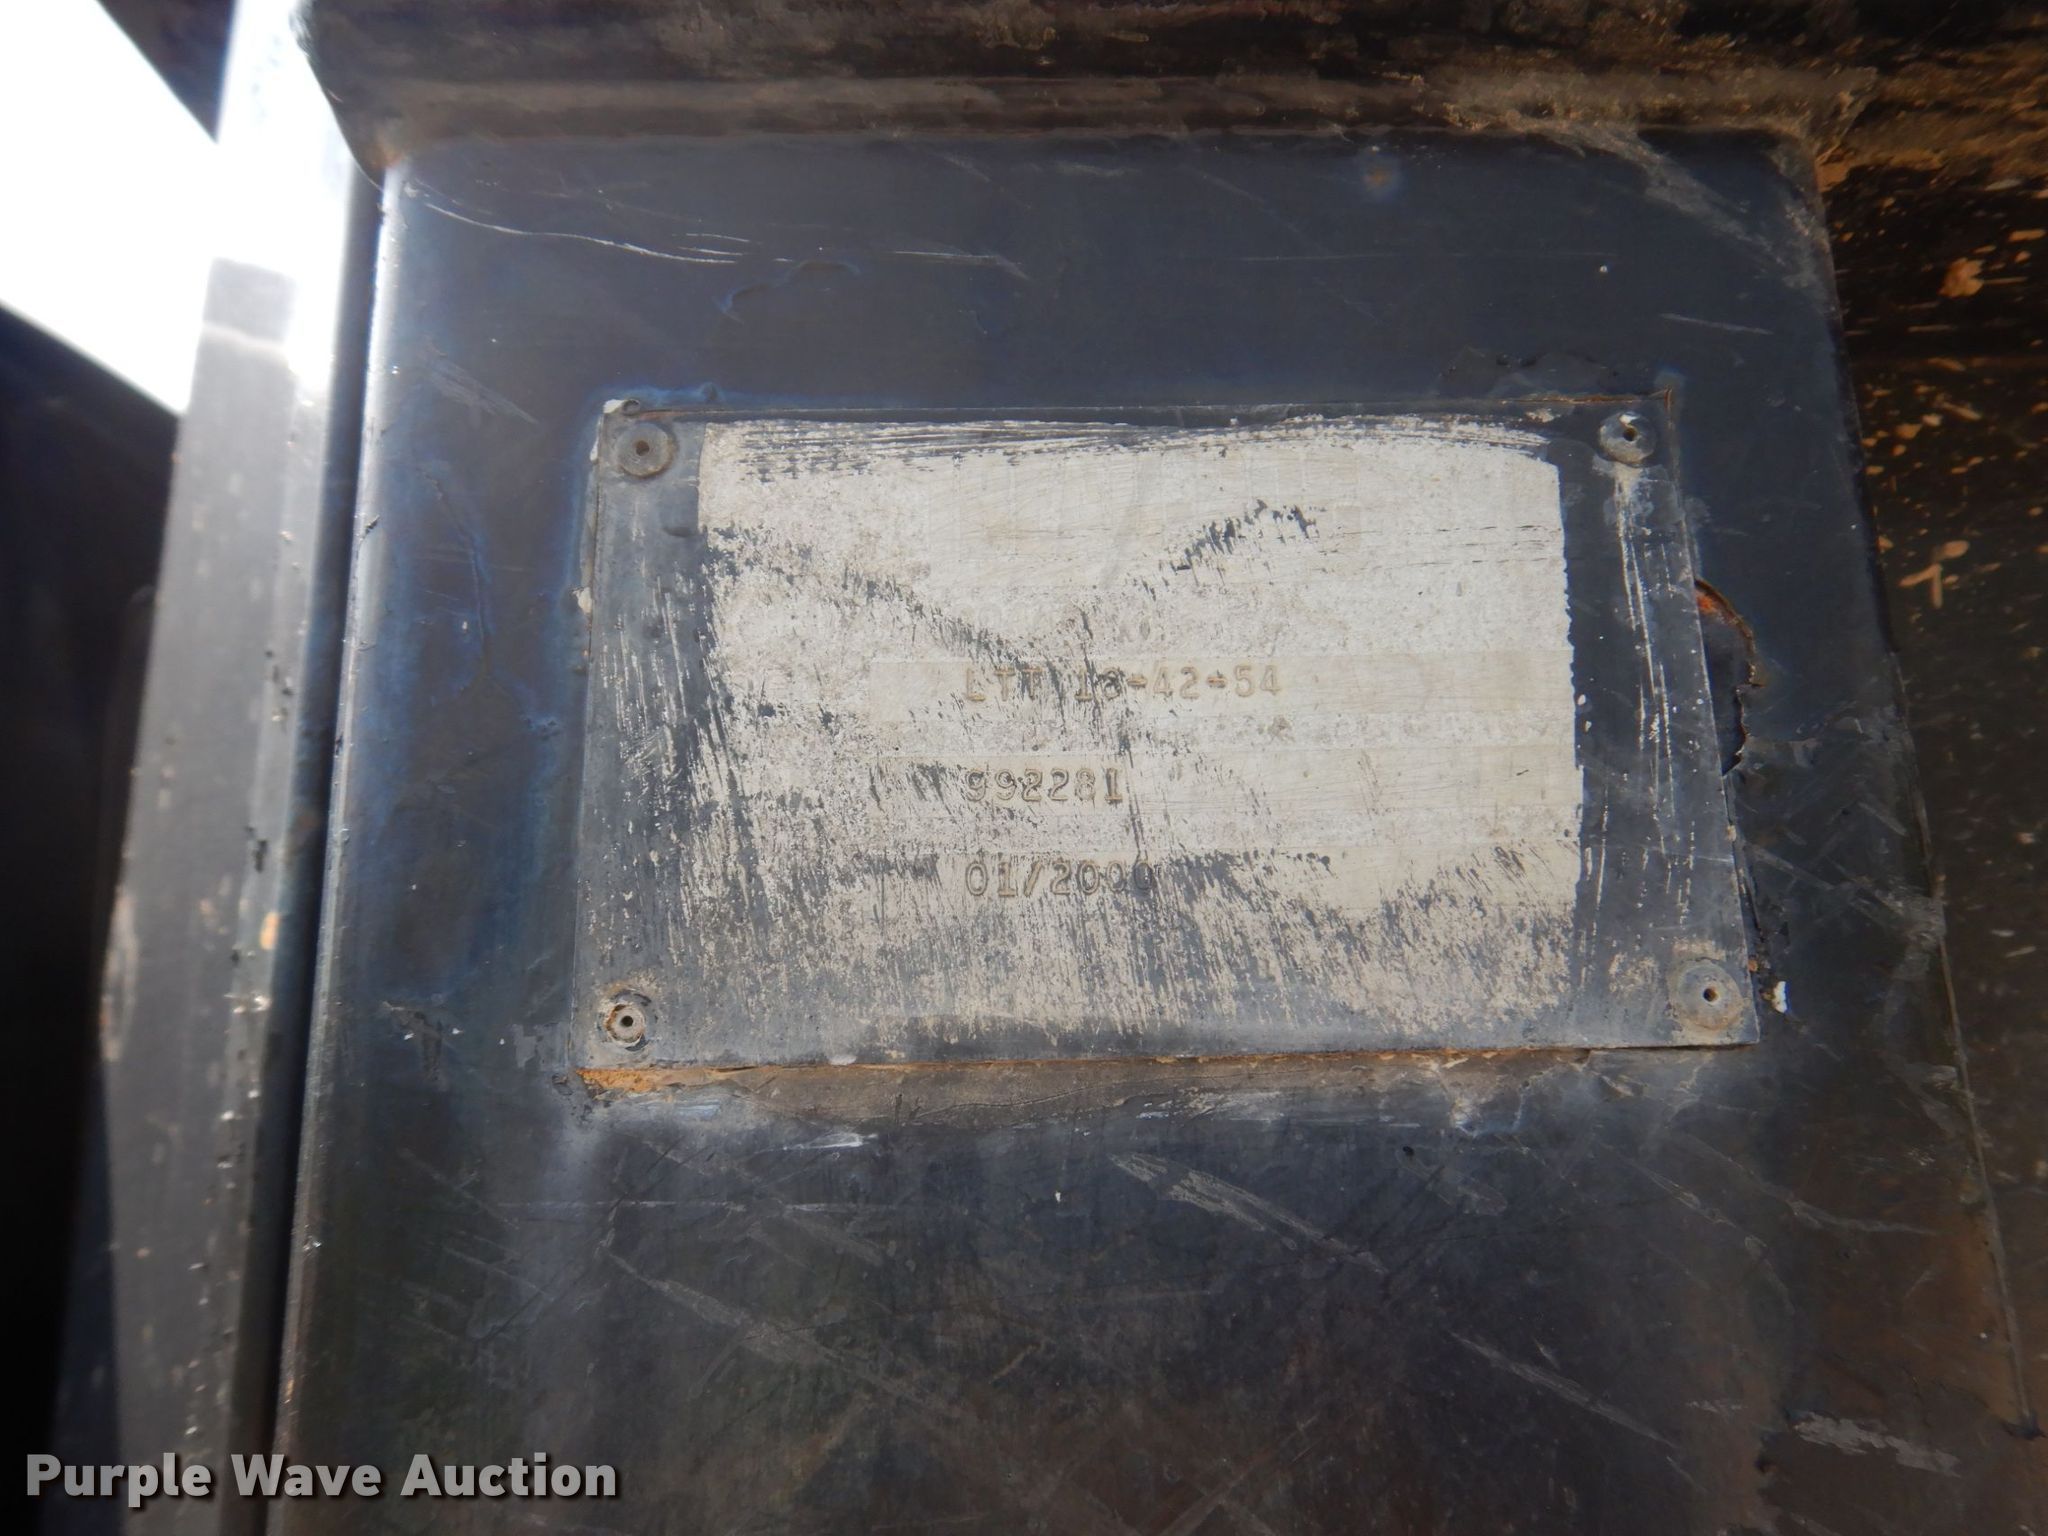 LTT 18-42-54
992281
01/2000
Purple Wave Auction